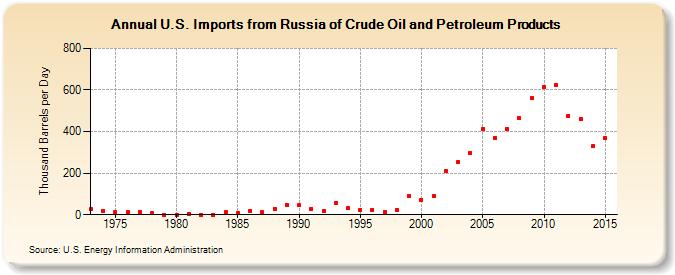 Annual U.S. Imports from Russia of Crude Oil and Petroleum Products
Thousand Barrels per Day
800
600
400
200
0
1975 1980 1985 1990 1995 2000 2005 2010 2015
Source: U.S. Energy Information Administration